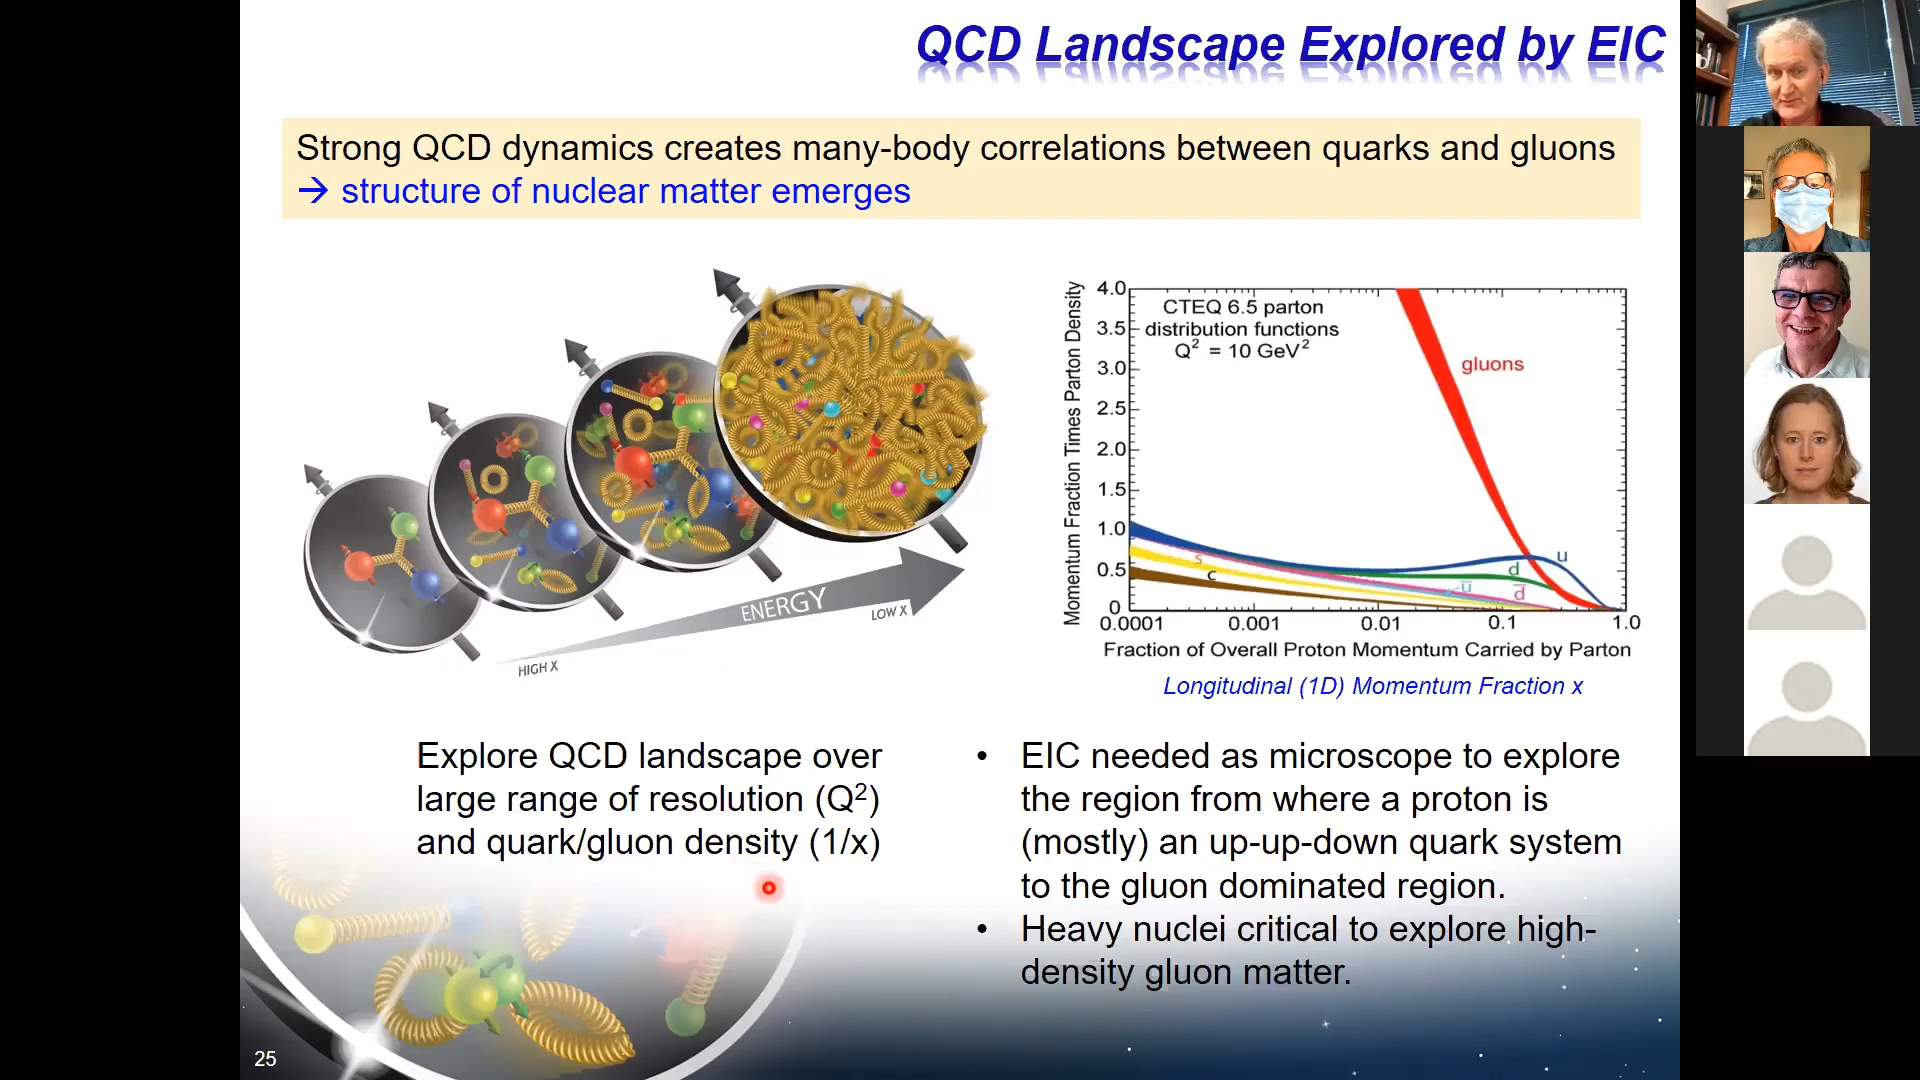 QCD Landscape Explored by EIC
Strong QCD dynamics creates many-body correlations between quarks and gluons
→ structure of nuclear matter emerges
ENERGY
HIGH X
LOW X
Momentum Fraction Times Parton Density
4.0
3.5
3.0
2.5
2.0
1.5
1.0
0.5
0
CTEQ 6.5 parton
distribution functions
Q² = 10 GeV²
gluons
s
c
u
d
u̅
d̅
0.0001
0.001
0.01
0.1
1.0
Fraction of Overall Proton Momentum Carried by Parton
Longitudinal (1D) Momentum Fraction x
Explore QCD landscape over
large range of resolution (Q²)
and quark/gluon density (1/x)
• EIC needed as microscope to explore
the region from where a proton is
(mostly) an up-up-down quark system
to the gluon dominated region.
• Heavy nuclei critical to explore high-
density gluon matter.
25